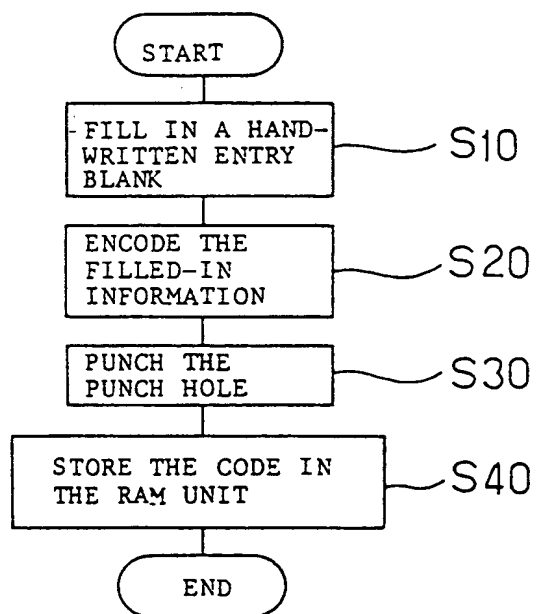 START
FILL IN A HAND-
WRITTEN ENTRY
BLANK
S10
ENCODE THE
FILLED-IN
INFORMATION
S20
PUNCH THE
PUNCH HOLE
S30
STORE THE CODE IN
THE RAM UNIT
S40
END